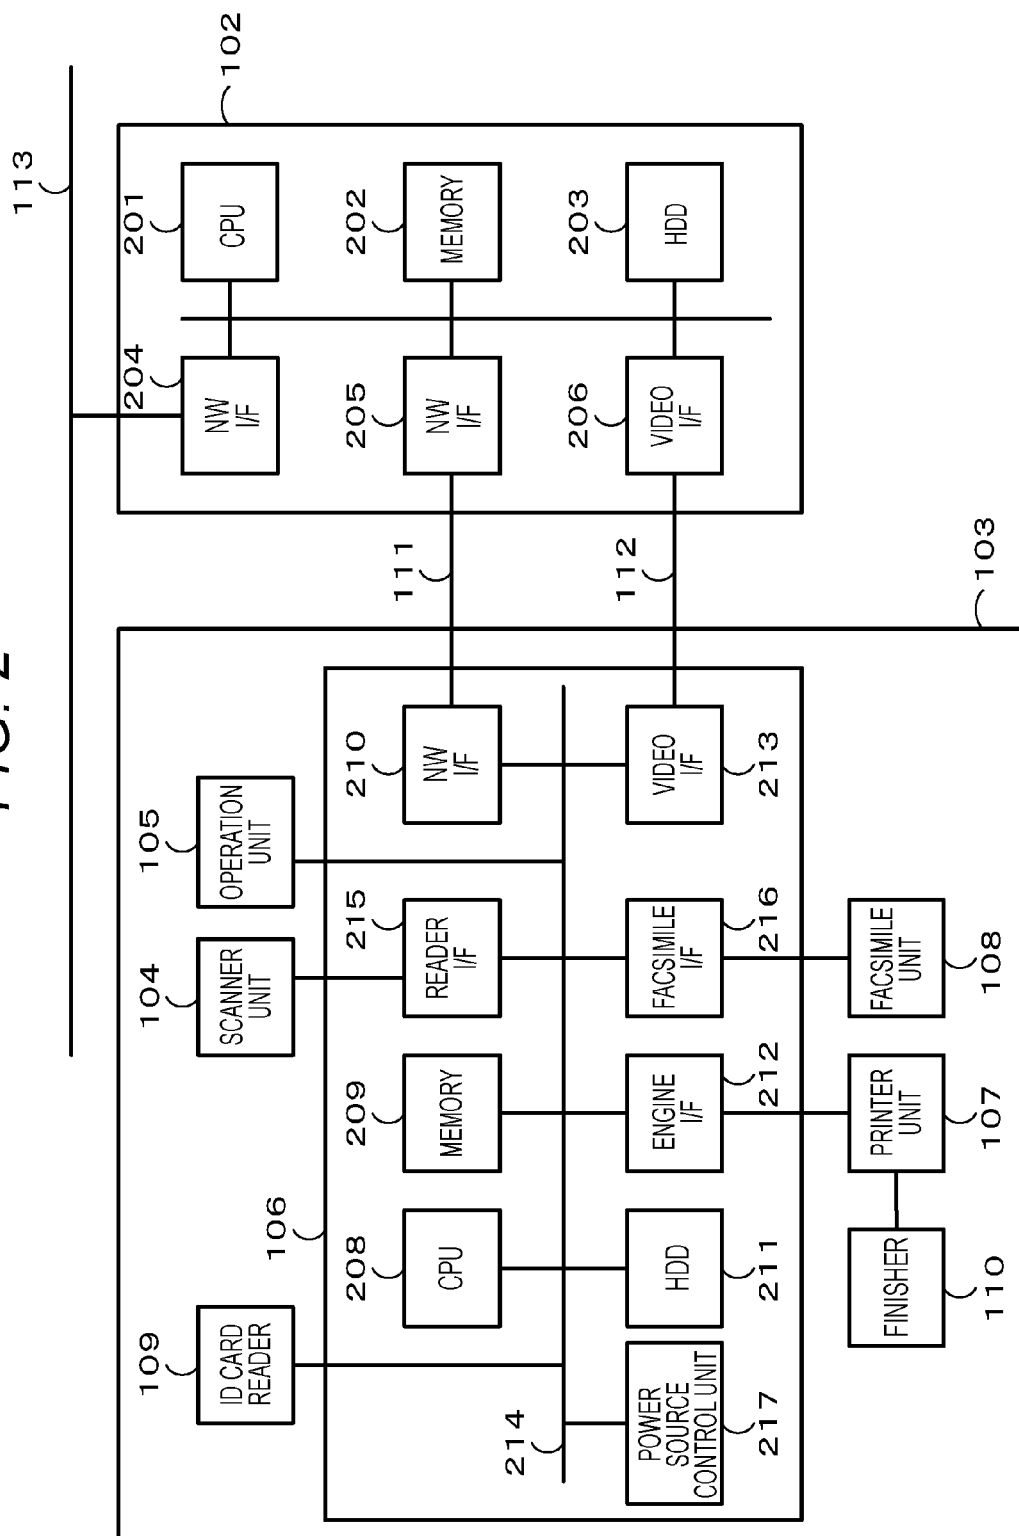 FIG. 2
113
109
104
105
204
201
102
ID CARD
READER
SCANNER
UNIT
OPERATION
UNIT
NW
I/F
CPU
106
208
209
215
210
111
205
202
CPU
MEMORY
READER
I/F
NW
I/F
NW
I/F
MEMORY
214
112
206
203
POWER
SOURCE
CONTROL UNIT
HDD
ENGINE
I/F
FACSIMILE
I/F
VIDEO
I/F
VIDEO
I/F
HDD
217
211
212
216
213
FINISHER
PRINTER
UNIT
FACSIMILE
UNIT
110
107
108
103